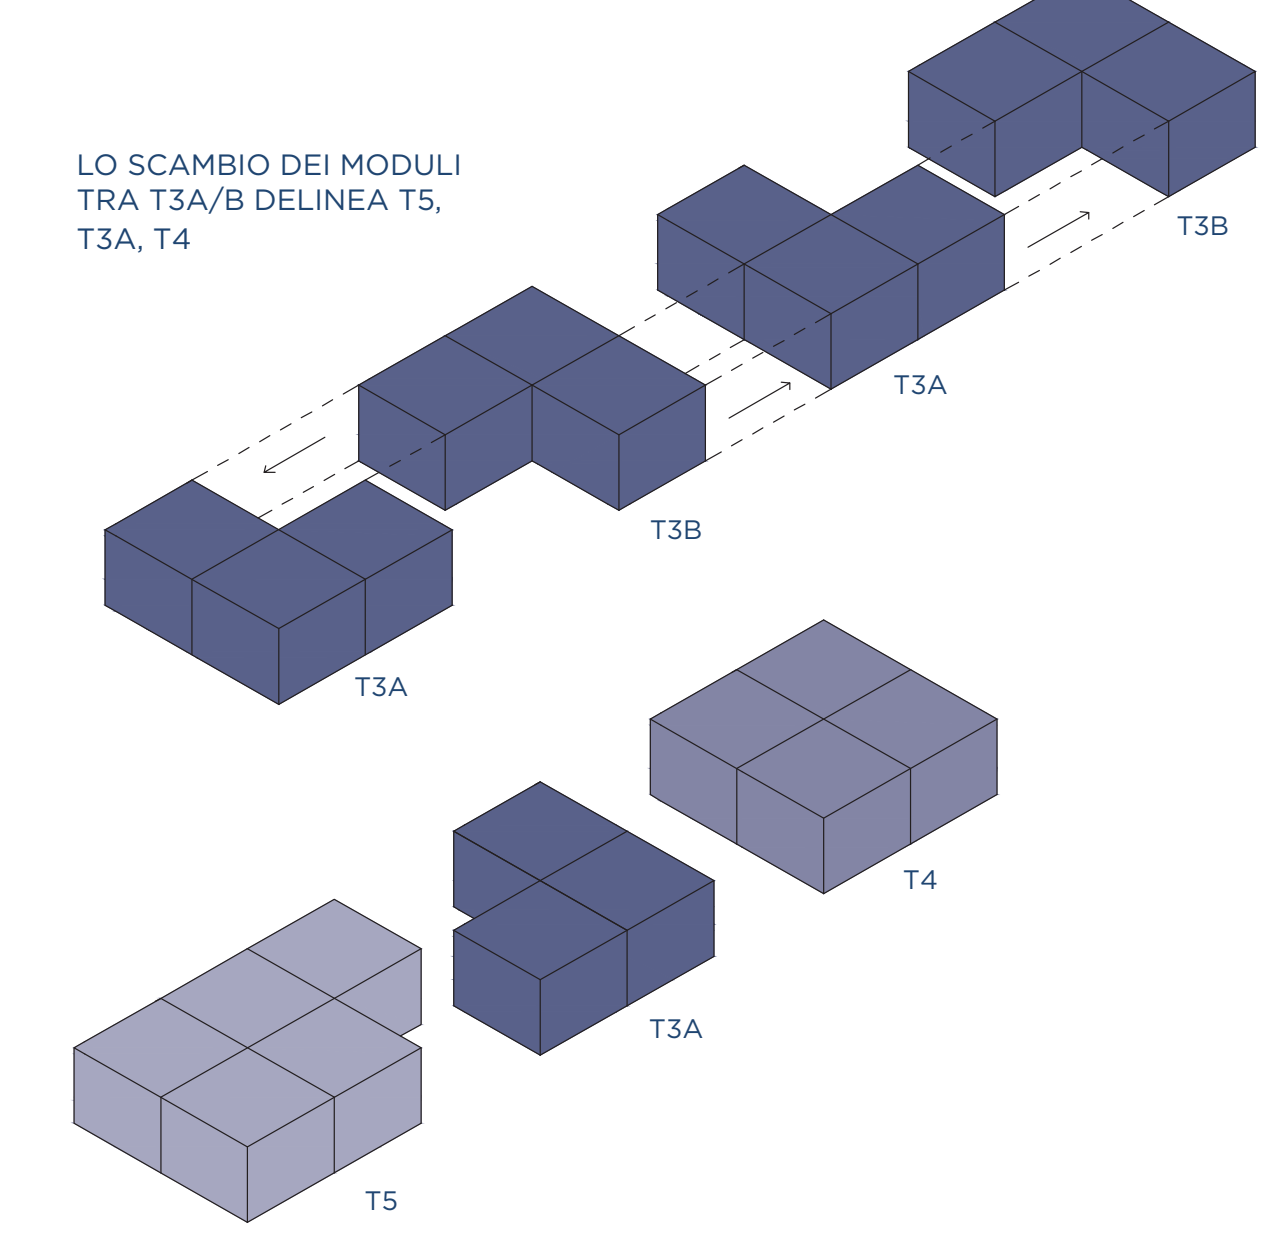 LO SCAMBIO DEI MODULI
TRA T3A/B DELINEA T5,
T3A, T4
T3B
T3A
T3B
T3A
T4
T3A
T5